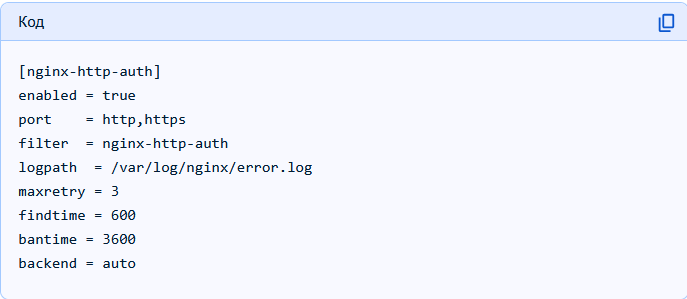 Код
[nginx-http-auth]
enabled = true
port    = http,https
filter  = nginx-http-auth
logpath  = /var/log/nginx/error.log
maxretry = 3
findtime = 600
bantime = 3600
backend = auto